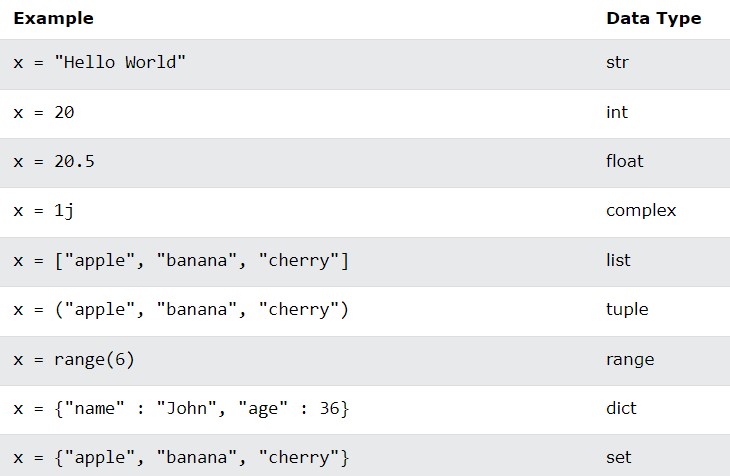 Example Data Type
x = "Hello World" str
x = 20 int
x = 20.5 float
x = 1j complex
x = ["apple", "banana", "cherry"] list
x = ("apple", "banana", "cherry") tuple
x = range(6) range
x = {"name" : "John", "age" : 36} dict
x = {"apple", "banana", "cherry"} set